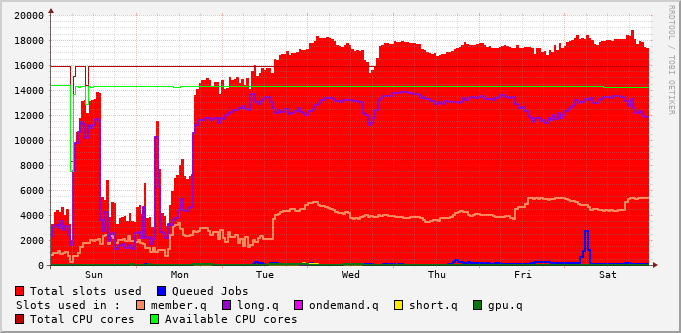 20000
18000
16000
14000
12000
10000
8000
6000
4000
2000
0
Sun Mon Tue Wed Thu Fri Sat
RRDTOOL / TOBI OETIKER
Total slots used Queued Jobs
Slots used in : member.q long.q ondemand.q short.q gpu.q
Total CPU cores Available CPU cores